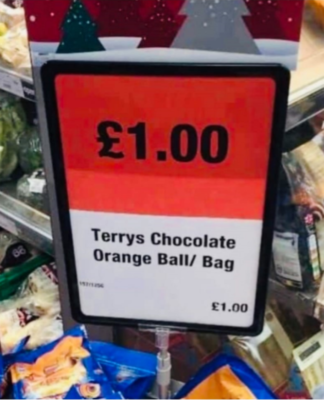 £1.00
Terrys Chocolate
Orange Ball/ Bag
£1.00